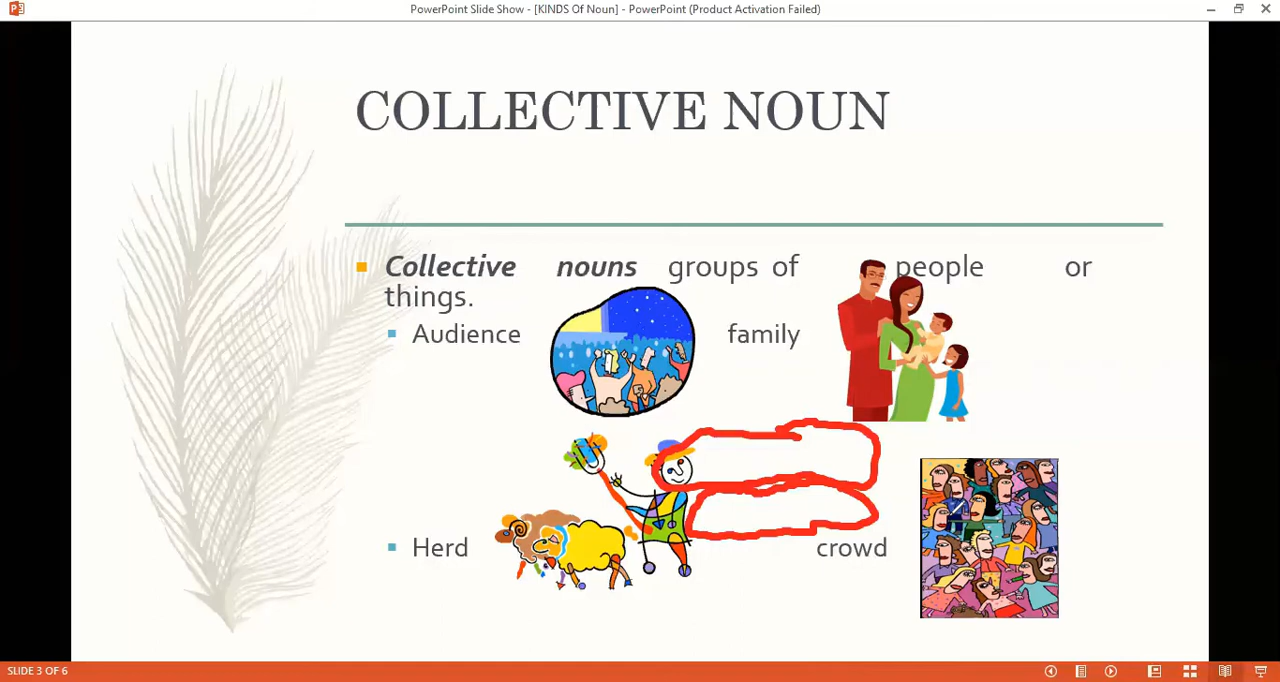 PowerPoint Slide Show - [KINDS Of Noun] - PowerPoint (Product Activation Failed)
COLLECTIVE NOUN
Collective nouns groups of people or
things.
Audience family
Herd crowd
SLIDE 3 OF 6